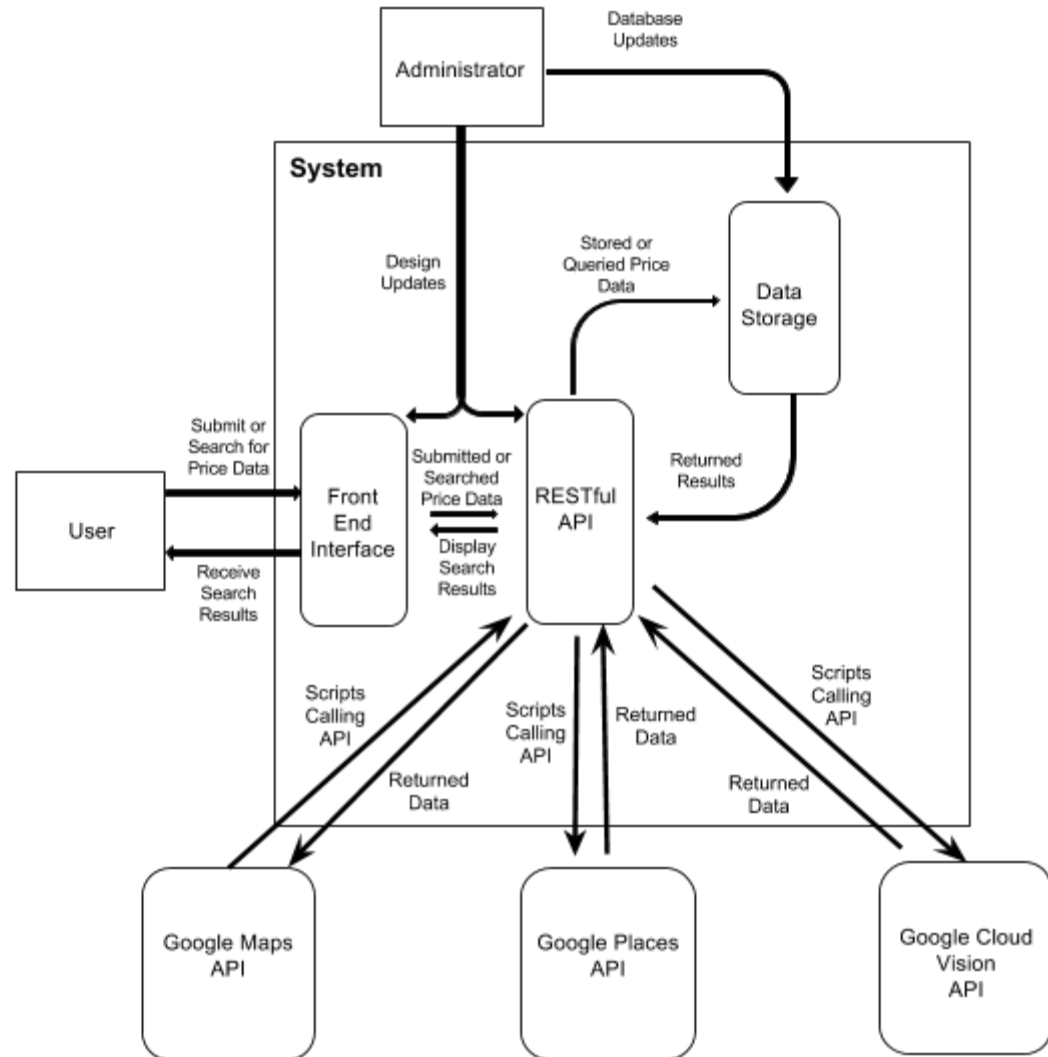 Database
Updates
Administrator
System
Design
Updates
Stored or
Queried Price
Data
Data
Storage
Submit or
Search for
Price Data
User
Receive
Search
Results
Front
End
Interface
Submitted or
Searched
Price Data
Display
Search
Results
RESTful
API
Returned
Results
Scripts
Calling
API
Returned
Data
Scripts
Calling
API
Returned
Data
Scripts
Calling
API
Returned
Data
Google Maps
API
Google Places
API
Google Cloud
Vision
API